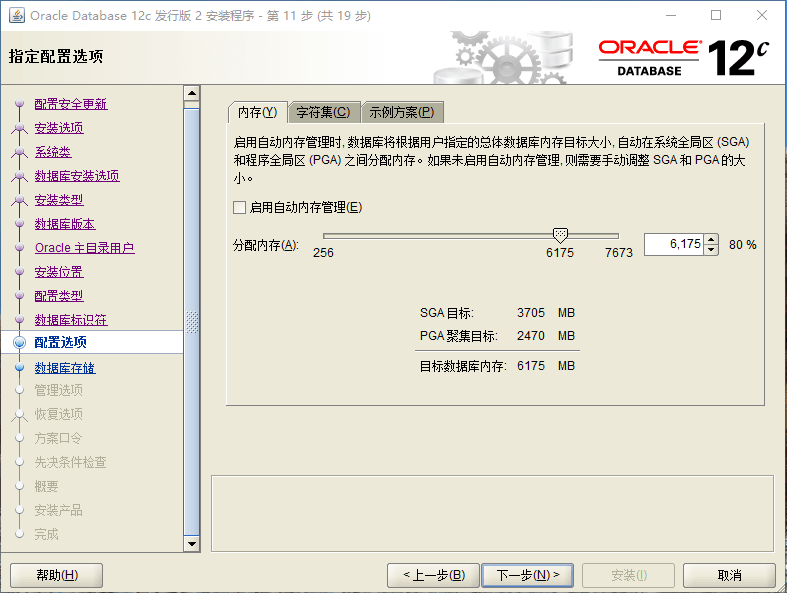 Oracle Database 12c 发行版 2 安装程序 - 第 11 步 (共 19 步)
指定配置选项
ORACLE®
DATABASE
12c
配置安全更新
安装选项
系统类
数据库安装选项
安装类型
数据库版本
Oracle 主目录用户
安装位置
配置类型
数据库标识符
配置选项
数据库存储
管理选项
恢复选项
方案口令
先决条件检查
概要
安装产品
完成
内存(Y) 字符集(C) 示例方案(P)
启用自动内存管理时, 数据库将根据用户指定的总体数据库内存目标大小, 自动在系统全局区 (SGA)
和程序全局区 (PGA) 之间分配内存。如果未启用自动内存管理, 则需要手动调整 SGA 和 PGA 的大
小。
启用自动内存管理(E)
分配内存(A): 6,175 80 %
256 6175 7673
SGA 目标: 3705 MB
PGA 聚集目标: 2470 MB
目标数据库内存: 6175 MB
帮助(H) < 上一步(B) 下一步(N) > 安装(I) 取消